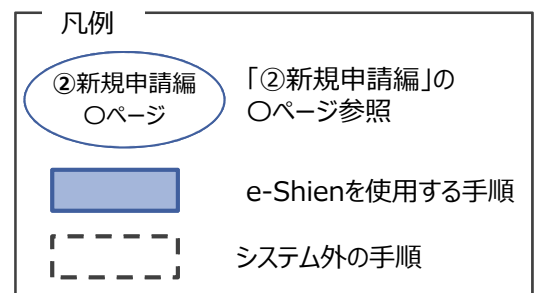 凡例
②新規申請編
〇ページ
「②新規申請編」の
〇ページ参照
e-Shienを使用する手順
システム外の手順